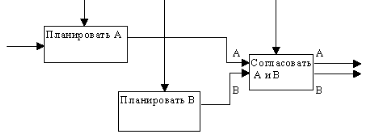 Планировать А
А
Согласовать
А и В
А
Планировать В
В
В